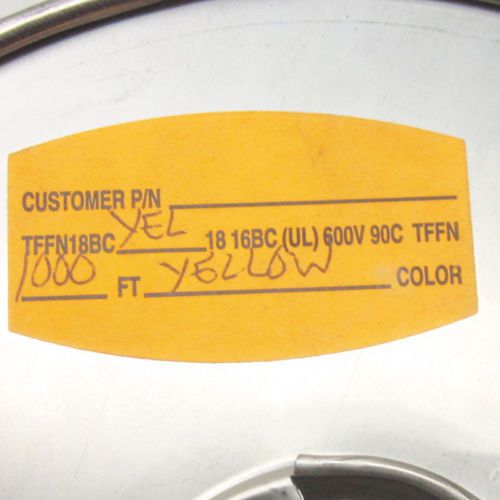 CUSTOMER P/N
TFFN18BC YEL 18 16BC (UL) 600V 90C TFFN
1000 FT YELLOW COLOR